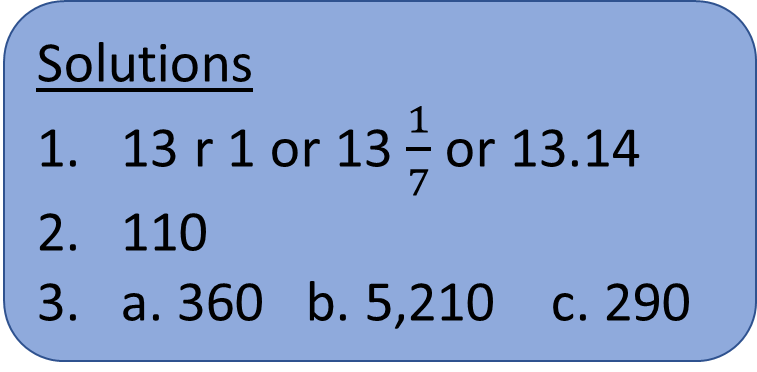 Solutions
1. 13 r 1 or 13 1/7 or 13.14
2. 110
3. a. 360 b. 5,210 c. 290